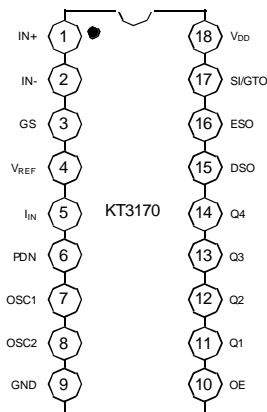 IN+ 1 18 VDD
IN- 2 17 SI/GTO
GS 3 16 ESO
VREF 4 15 DSO
IIN 5 KT3170 14 Q4
PDN 6 13 Q3
OSC1 7 12 Q2
OSC2 8 11 Q1
GND 9 10 OE